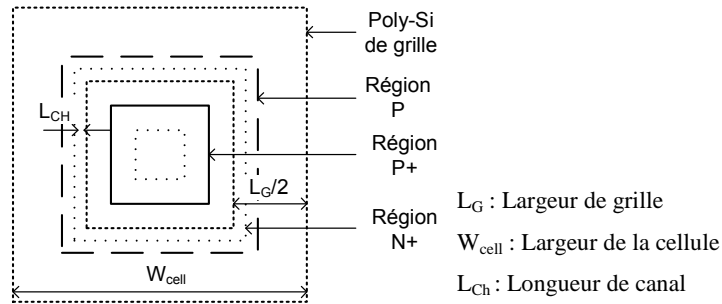 Poly-Si
de grille
Région
P
L_CH
Région
P+
L_G/2
Région
N+
W_cell
L_G : Largeur de grille
W_cell : Largeur de la cellule
L_Ch : Longueur de canal